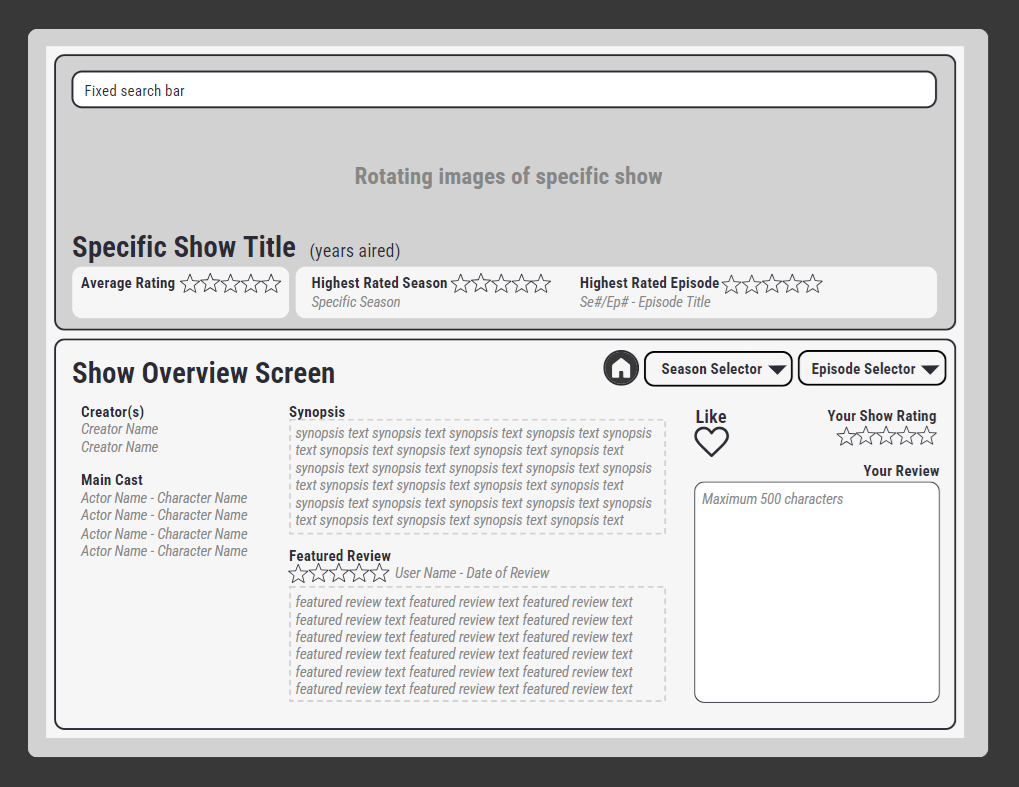 Fixed search bar
Rotating images of specific show
Specific Show Title (years aired)
Average Rating
Highest Rated Season
Specific Season
Highest Rated Episode
Se#/Ep# - Episode Title
Show Overview Screen
Season Selector
Episode Selector
Creator(s)
Creator Name
Creator Name
Main Cast
Actor Name - Character Name
Actor Name - Character Name
Actor Name - Character Name
Actor Name - Character Name
Synopsis
synopsis text synopsis text synopsis text synopsis text synopsis
text synopsis text synopsis text synopsis text synopsis text
synopsis text synopsis text synopsis text synopsis text synopsis
text synopsis text synopsis text synopsis text synopsis text
synopsis text synopsis text synopsis text synopsis text synopsis
text synopsis text synopsis text synopsis text synopsis text
Featured Review
User Name - Date of Review
featured review text featured review text featured review text
featured review text featured review text featured review text
featured review text featured review text featured review text
featured review text featured review text featured review text
featured review text featured review text featured review text
featured review text featured review text featured review text
Like
Your Show Rating
Your Review
Maximum 500 characters